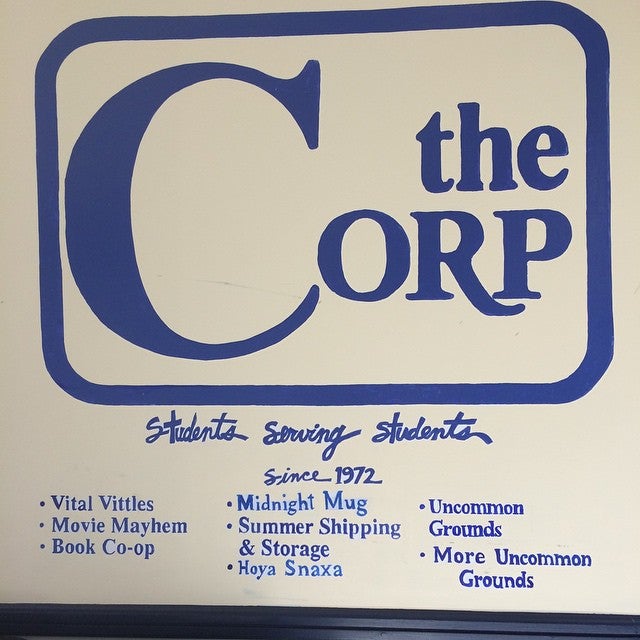 the
CORP
Students Serving Students
since 1972
• Vital Vittles
• Movie Mayhem
• Book Co-op
• Midnight Mug
• Summer Shipping
& Storage
• Hoya Snaxa
• Uncommon
Grounds
• More Uncommon
Grounds